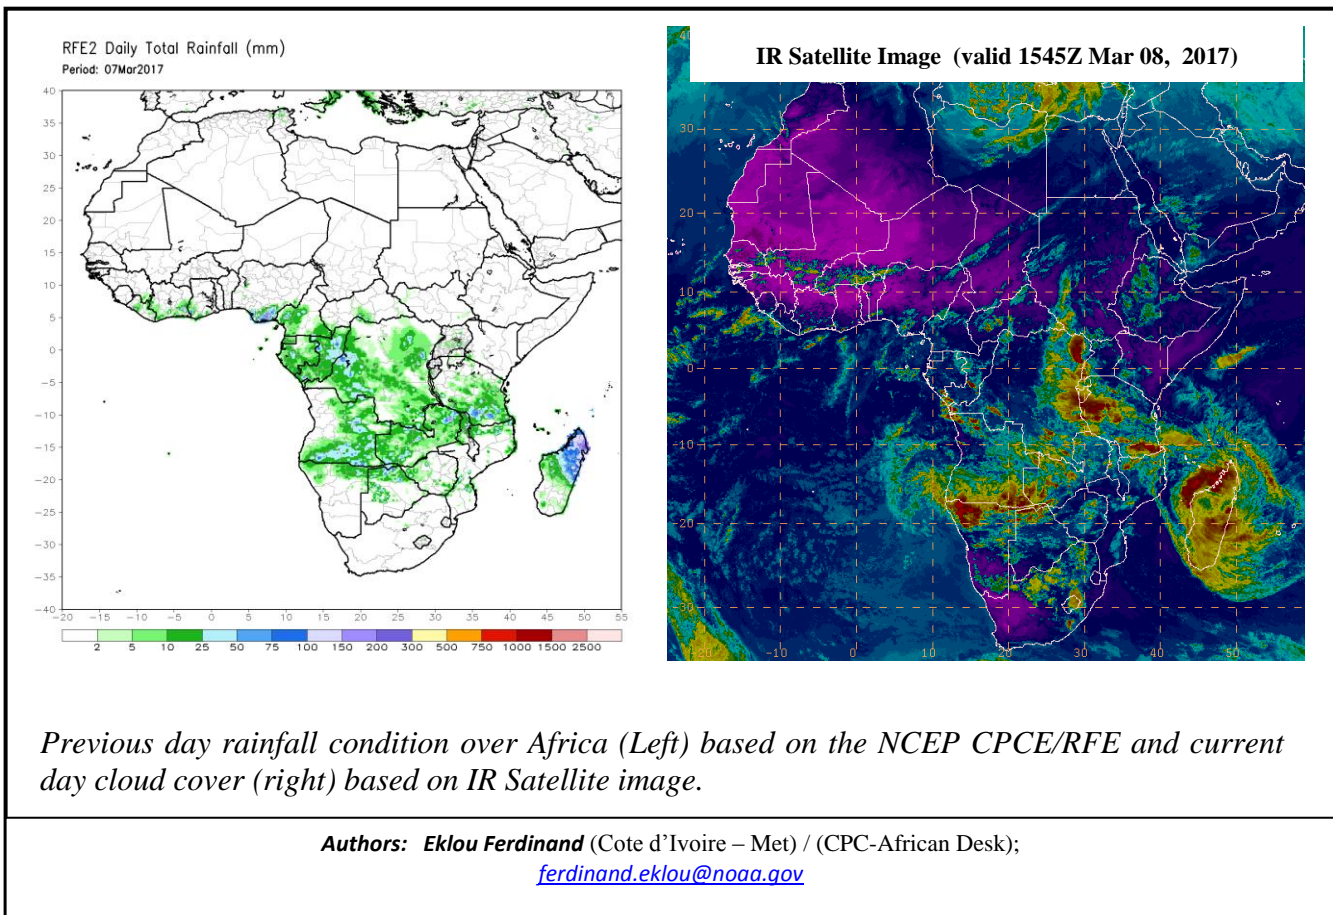 RFE2 Daily Total Rainfall (mm)
Period: 07Mar2017
40
35
30
25
20
15
10
5
0
−5
−10
−15
−20
−25
−30
−35
−40
−20 −15 −10 −5 0 5 10 15 20 25 30 35 40 45 50 55
2 5 10 25 50 75 100 150 200 300 500 750 1000 1500 2500
IR Satellite Image (valid 1545Z Mar 08, 2017)
30
20
10
0
-10
-20
-30
-20 -10 0 10 20 30 40 50
Previous day rainfall condition over Africa (Left) based on the NCEP CPCE/RFE and current
day cloud cover (right) based on IR Satellite image.
Authors: Eklou Ferdinand (Cote d’Ivoire – Met) / (CPC-African Desk);
ferdinand.eklou@noaa.gov